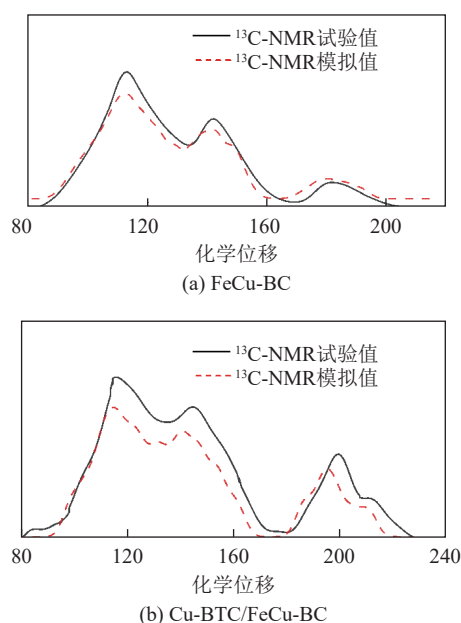 ¹³C-NMR试验值
¹³C-NMR模拟值
80 120 160 200
化学位移
(a) FeCu-BC
¹³C-NMR试验值
¹³C-NMR模拟值
80 120 160 200 240
化学位移
(b) Cu-BTC/FeCu-BC